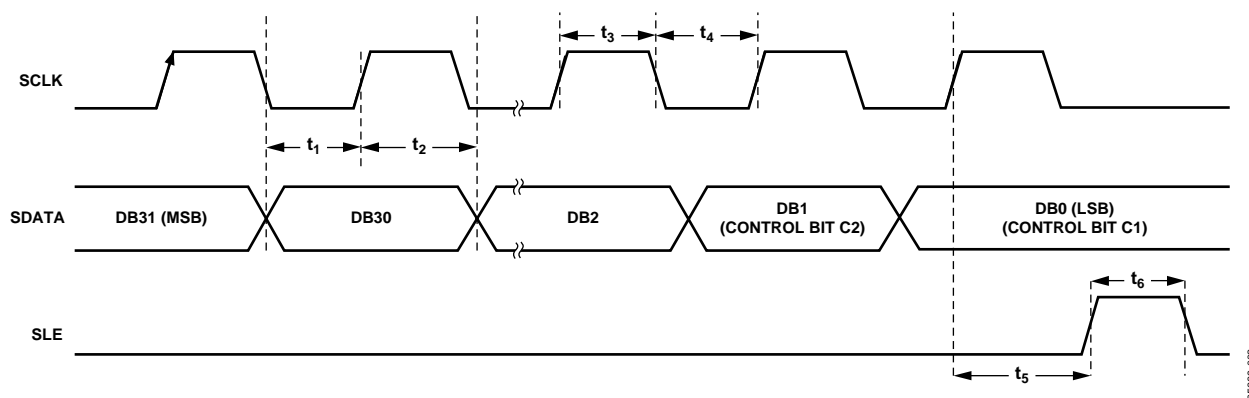 t3
t4
SCLK
t1
t2
SDATA
DB31 (MSB)
DB30
DB2
DB1
(CONTROL BIT C2)
DB0 (LSB)
(CONTROL BIT C1)
t6
SLE
t5